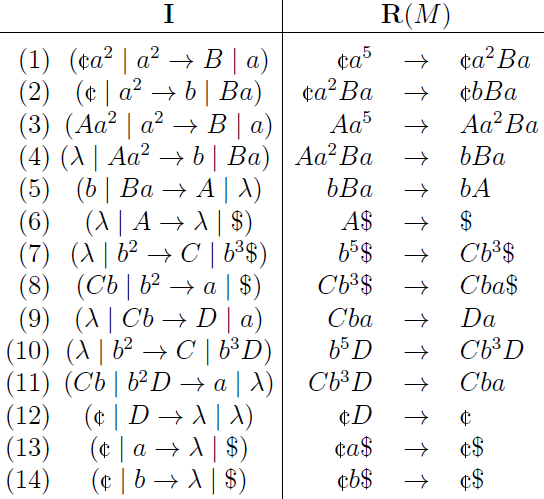 I R(M)
(1) (¢a² | a² → B | a) ¢a⁵ → ¢a²Ba
(2) (¢ | a² → b | Ba) ¢a²Ba → ¢bBa
(3) (Aa² | a² → B | a) Aa⁵ → Aa²Ba
(4) (λ | Aa² → b | Ba) Aa²Ba → bBa
(5) (b | Ba → A | λ) bBa → bA
(6) (λ | A → λ | $) A$ → $
(7) (λ | b² → C | b³$) b⁵$ → Cb³$
(8) (Cb | b² → a | $) Cb³$ → Cba$
(9) (λ | Cb → D | a) Cba → Da
(10) (λ | b² → C | b³D) b⁵D → Cb³D
(11) (Cb | b²D → a | λ) Cb³D → Cba
(12) (¢ | D → λ | λ) ¢D → ¢
(13) (¢ | a → λ | $) ¢a$ → ¢$
(14) (¢ | b → λ | $) ¢b$ → ¢$